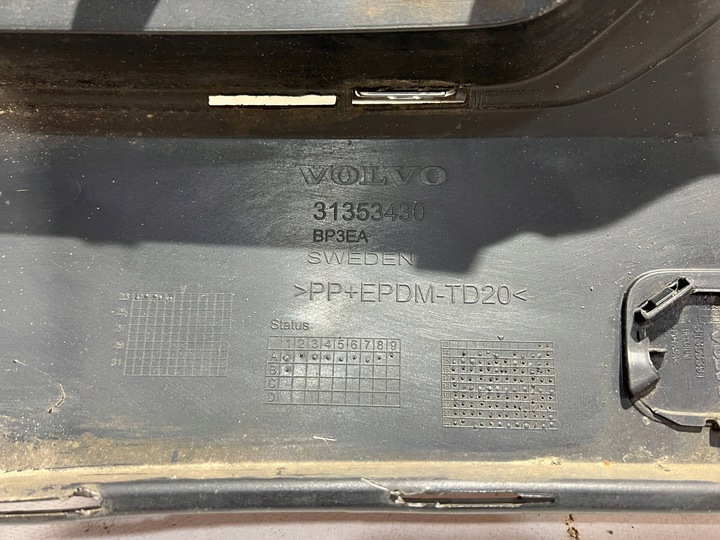 VOLVO
31353430
BP3EA
SWEDEN
>PP+EPDM-TD20<
Status
1 2 3 4 5 6 7 8 9
A
B
C
D